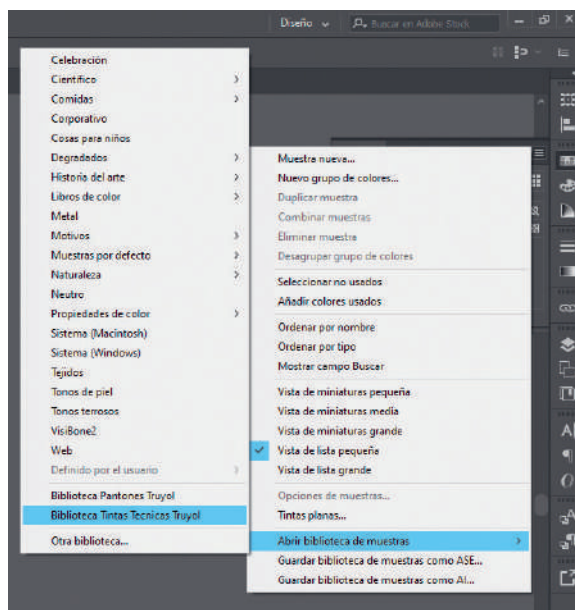 Diseño
Buscar en Adobe Stock
Celebración
Científico
Comidas
Corporativo
Cosas para niños
Degradados
Historia del arte
Libros de color
Metal
Motivos
Muestras por defecto
Naturaleza
Neutro
Propiedades de color
Sistema (Macintosh)
Sistema (Windows)
Tejidos
Tonos de piel
Tonos terrosos
VisiBone2
Web
Definido por el usuario
Biblioteca Pantones Truyol
Biblioteca Tintas Tecnicas Truyol
Otra biblioteca...
Muestra nueva...
Nuevo grupo de colores...
Duplicar muestra
Combinar muestras
Eliminar muestra
Desagrupar grupo de colores
Seleccionar no usados
Añadir colores usados
Ordenar por nombre
Ordenar por tipo
Mostrar campo Buscar
Vista de miniaturas pequeña
Vista de miniaturas media
Vista de miniaturas grande
Vista de lista pequeña
Vista de lista grande
Opciones de muestras...
Tintas planas...
Abrir biblioteca de muestras
Guardar biblioteca de muestras como ASE...
Guardar biblioteca de muestras como AI...